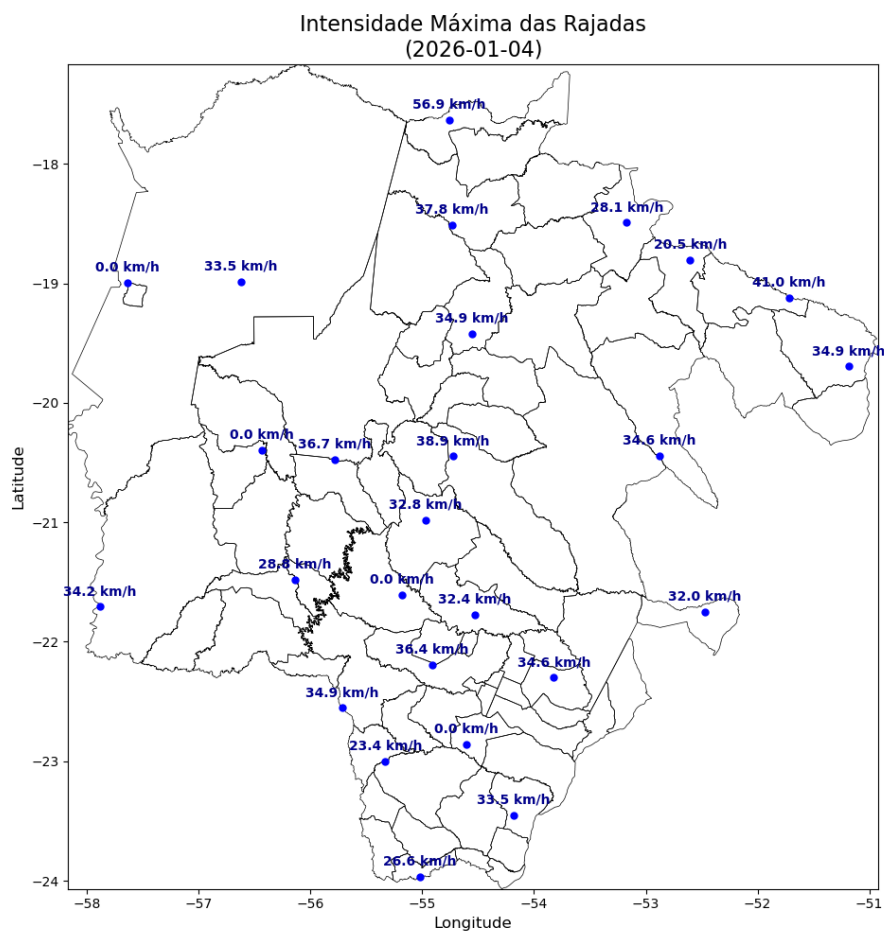 Intensidade Máxima das Rajadas
(2026-01-04)
56.9 km/h
37.8 km/h
28.1 km/h
20.5 km/h
0.0 km/h
33.5 km/h
41.0 km/h
34.9 km/h
34.9 km/h
0.0 km/h
36.7 km/h
38.9 km/h
34.6 km/h
32.8 km/h
28.8 km/h
0.0 km/h
34.2 km/h
32.4 km/h
32.0 km/h
36.4 km/h
34.6 km/h
34.9 km/h
0.0 km/h
23.4 km/h
33.5 km/h
26.6 km/h
Latitude
−18
−19
−20
−21
−22
−23
−24
−58
−57
−56
−55
−54
−53
−52
−51
Longitude